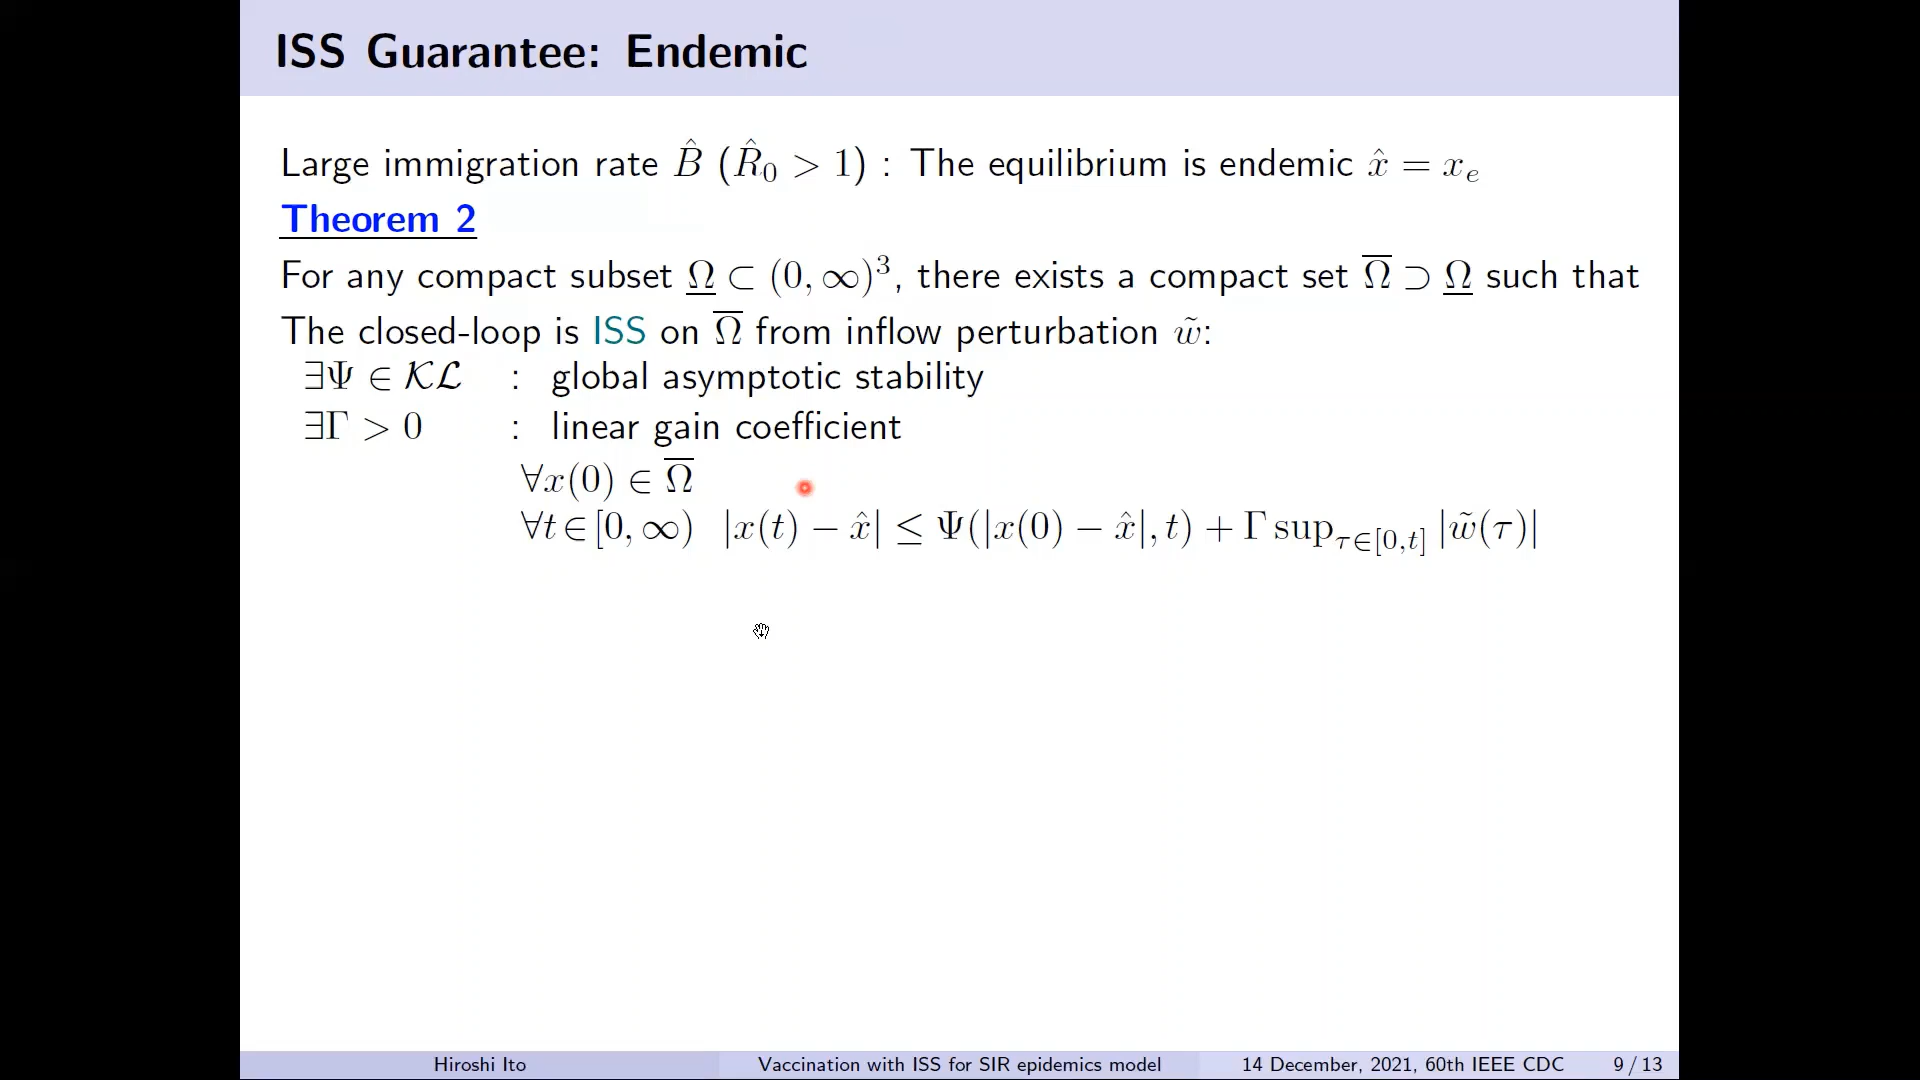 ISS Guarantee: Endemic
Large immigration rate B̂ (R̂₀ > 1) : The equilibrium is endemic x̂ = xₑ
Theorem 2
For any compact subset Ω̲ ⊂ (0, ∞)³, there exists a compact set Ω̅ ⊃ Ω̲ such that
The closed-loop is ISS on Ω̅ from inflow perturbation w̃:
∃Ψ ∈ 𝒦ℒ : global asymptotic stability
∃Γ > 0 : linear gain coefficient
∀x(0) ∈ Ω̅
∀t ∈ [0, ∞) |x(t) − x̂| ≤ Ψ(|x(0) − x̂|, t) + Γ sup_{τ∈[0,t]} |w̃(τ)|
Hiroshi Ito Vaccination with ISS for SIR epidemics model 14 December, 2021, 60th IEEE CDC 9 / 13